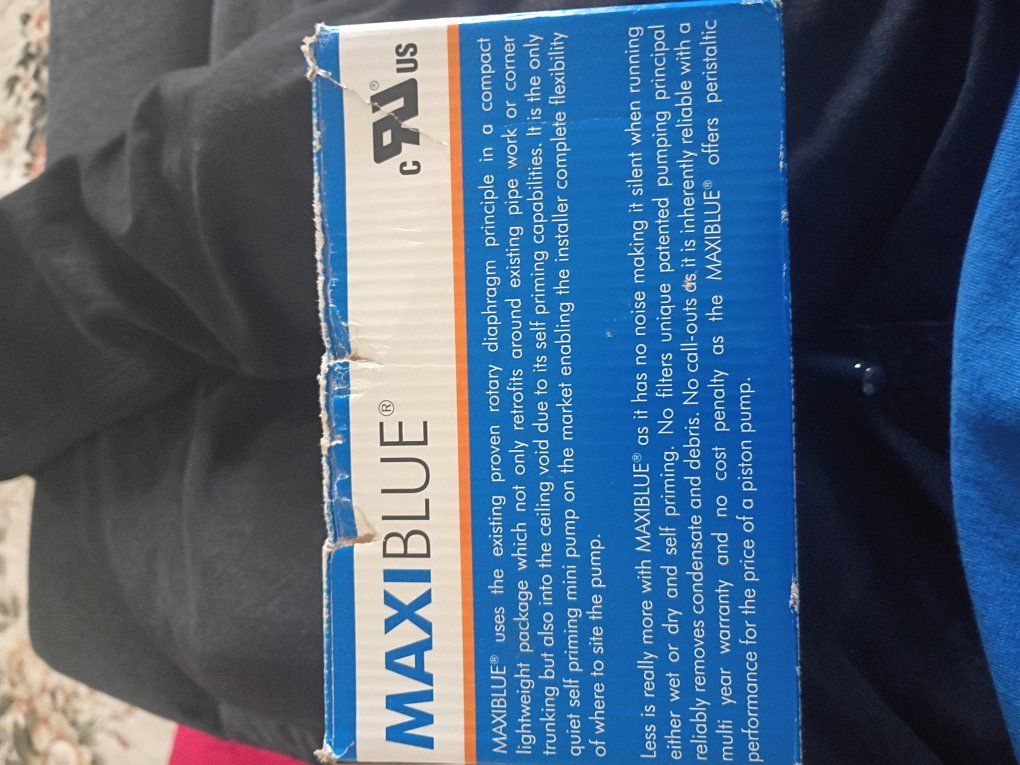 MAXIBLUE®
c RU® US
MAXIBLUE® uses the existing proven rotary diaphragm principle in a compact
lightweight package which not only retrofits around existing pipe work or corner
trunking but also into the ceiling void due to its self priming capabilities. It is the only
quiet self priming mini pump on the market enabling the installer complete flexibility
of where to site the pump.
Less is really more with MAXIBLUE® as it has no noise making it silent when running
either wet or dry and self priming. No filters unique patented pumping principal
reliably removes condensate and debris. No call-outs as it is inherently reliable with a
multi year warranty and no cost penalty as the MAXIBLUE® offers peristaltic
performance for the price of a piston pump.